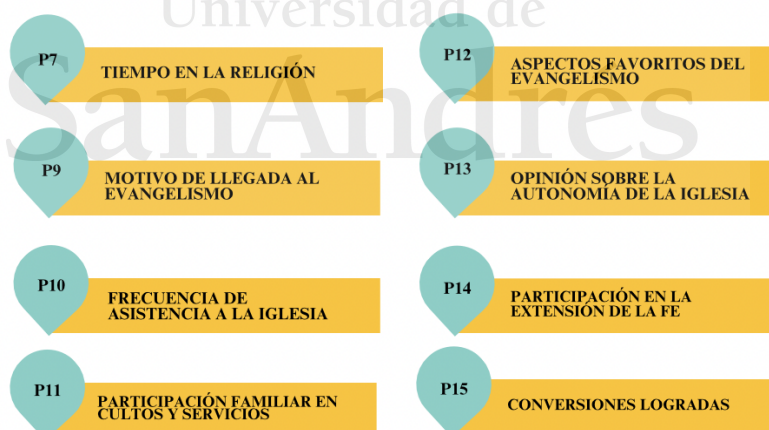 Universidad de
SanAndres
P7
TIEMPO EN LA RELIGIÓN
P9
MOTIVO DE LLEGADA AL
EVANGELISMO
P10
FRECUENCIA DE
ASISTENCIA A LA IGLESIA
P11
PARTICIPACIÓN FAMILIAR EN
CULTOS Y SERVICIOS
P12
ASPECTOS FAVORITOS DEL
EVANGELISMO
P13
OPINIÓN SOBRE LA
AUTONOMÍA DE LA IGLESIA
P14
PARTICIPACIÓN EN LA
EXTENSIÓN DE LA FE
P15
CONVERSIONES LOGRADAS